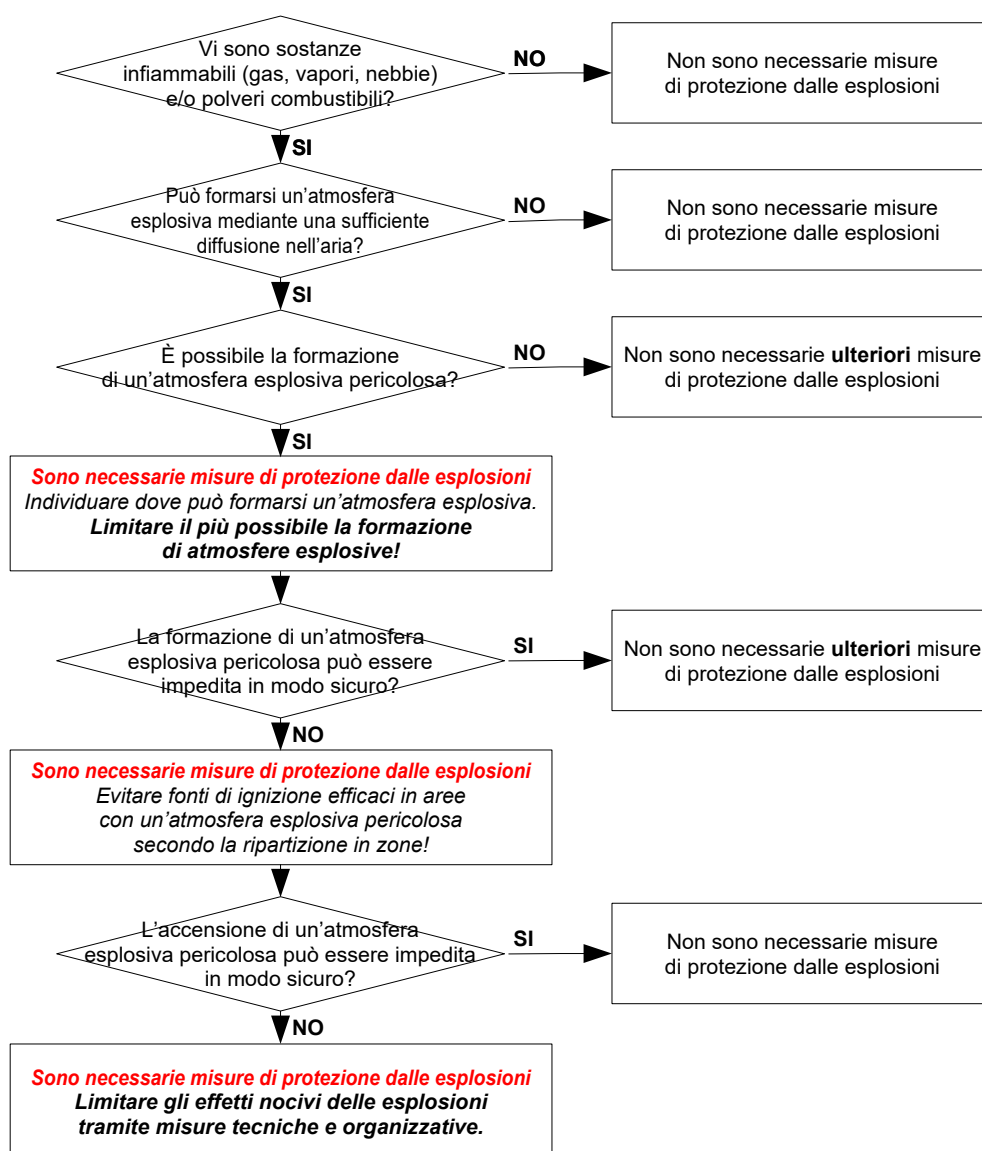 Vi sono sostanze
infiammabili (gas, vapori, nebbie)
e/o polveri combustibili?
NO
Non sono necessarie misure
di protezione dalle esplosioni
SI
Può formarsi un'atmosfera
esplosiva mediante una sufficiente
diffusione nell'aria?
NO
Non sono necessarie misure
di protezione dalle esplosioni
SI
È possibile la formazione
di un'atmosfera esplosiva pericolosa?
NO
Non sono necessarie ulteriori misure
di protezione dalle esplosioni
SI
Sono necessarie misure di protezione dalle esplosioni
Individuare dove può formarsi un'atmosfera esplosiva.
Limitare il più possibile la formazione
di atmosfere esplosive!
La formazione di un'atmosfera
esplosiva pericolosa può essere
impedita in modo sicuro?
SI
Non sono necessarie ulteriori misure
di protezione dalle esplosioni
NO
Sono necessarie misure di protezione dalle esplosioni
Evitare fonti di ignizione efficaci in aree
con un'atmosfera esplosiva pericolosa
secondo la ripartizione in zone!
L'accensione di un'atmosfera
esplosiva pericolosa può essere impedita
in modo sicuro?
SI
Non sono necessarie misure
di protezione dalle esplosioni
NO
Sono necessarie misure di protezione dalle esplosioni
Limitare gli effetti nocivi delle esplosioni
tramite misure tecniche e organizzative.